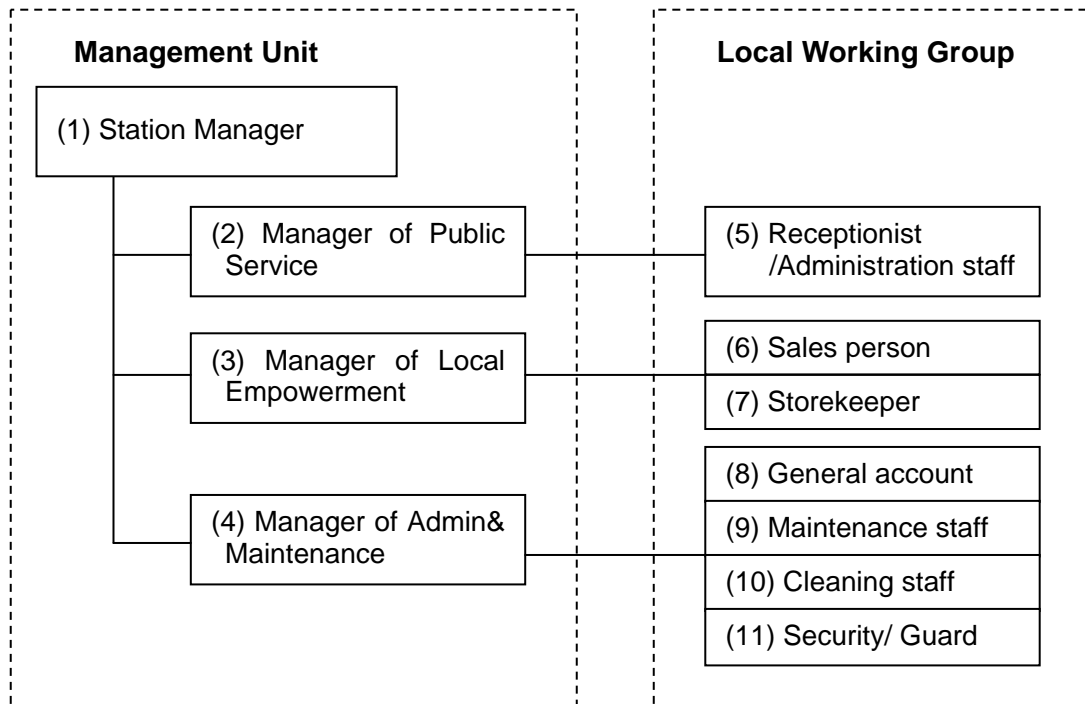 Management Unit
Local Working Group
(1) Station Manager
(2) Manager of Public
Service
(5) Receptionist
/Administration staff
(3) Manager of Local
Empowerment
(6) Sales person
(7) Storekeeper
(4) Manager of Admin&
Maintenance
(8) General account
(9) Maintenance staff
(10) Cleaning staff
(11) Security/ Guard